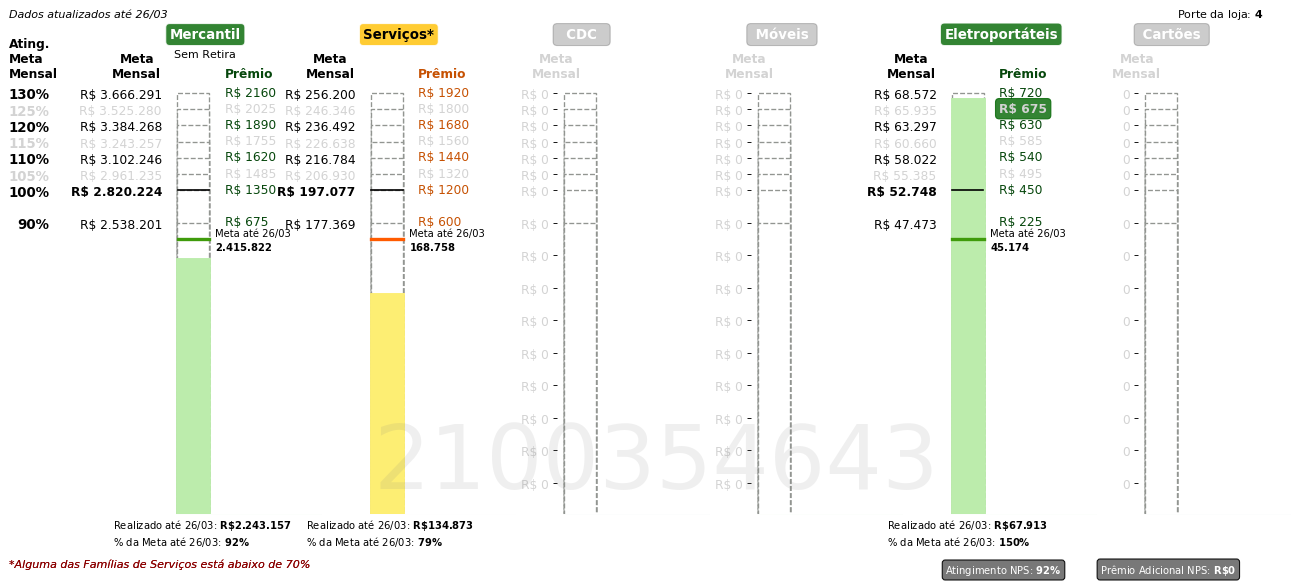 Dados atualizados até 26/03
Porte da loja: 4
Mercantil
Serviços*
CDC
Móveis
Eletroportáteis
Cartões
Sem Retira
Ating. Meta Mensal
Meta Mensal
Prêmio
Meta Mensal
Prêmio
Meta Mensal
Meta Mensal
Meta Mensal
Prêmio
Meta Mensal
130% R$ 3.666.291 R$ 2160 R$ 256.200 R$ 1920 R$ 0 R$ 0 R$ 68.572 R$ 720 0
125% R$ 3.525.280 R$ 2025 R$ 246.346 R$ 1800 R$ 0 R$ 0 R$ 65.935 R$ 675 0
120% R$ 3.384.268 R$ 1890 R$ 236.492 R$ 1680 R$ 0 R$ 0 R$ 63.297 R$ 630 0
115% R$ 3.243.257 R$ 1755 R$ 226.638 R$ 1560 R$ 0 R$ 0 R$ 60.660 R$ 585 0
110% R$ 3.102.246 R$ 1620 R$ 216.784 R$ 1440 R$ 0 R$ 0 R$ 58.022 R$ 540 0
105% R$ 2.961.235 R$ 1485 R$ 206.930 R$ 1320 R$ 0 R$ 0 R$ 55.385 R$ 495 0
100% R$ 2.820.224 R$ 1350 R$ 197.077 R$ 1200 R$ 0 R$ 0 R$ 52.748 R$ 450 0
90% R$ 2.538.201 R$ 675 R$ 177.369 R$ 600 R$ 0 R$ 0 R$ 47.473 R$ 225 0
Meta até 26/03
2.415.822
Meta até 26/03
168.758
Meta até 26/03
45.174
R$ 0 R$ 0 0
R$ 0 R$ 0 0
R$ 0 R$ 0 0
R$ 0 R$ 0 0
R$ 0 R$ 0 0
R$ 0 R$ 0 0
R$ 0 R$ 0 0
R$ 0 R$ 0 0
2100354643
Realizado até 26/03: R$2.243.157
% da Meta até 26/03: 92%
Realizado até 26/03: R$134.873
% da Meta até 26/03: 79%
Realizado até 26/03: R$67.913
% da Meta até 26/03: 150%
*Alguma das Famílias de Serviços está abaixo de 70%
Atingimento NPS: 92%
Prêmio Adicional NPS: R$0